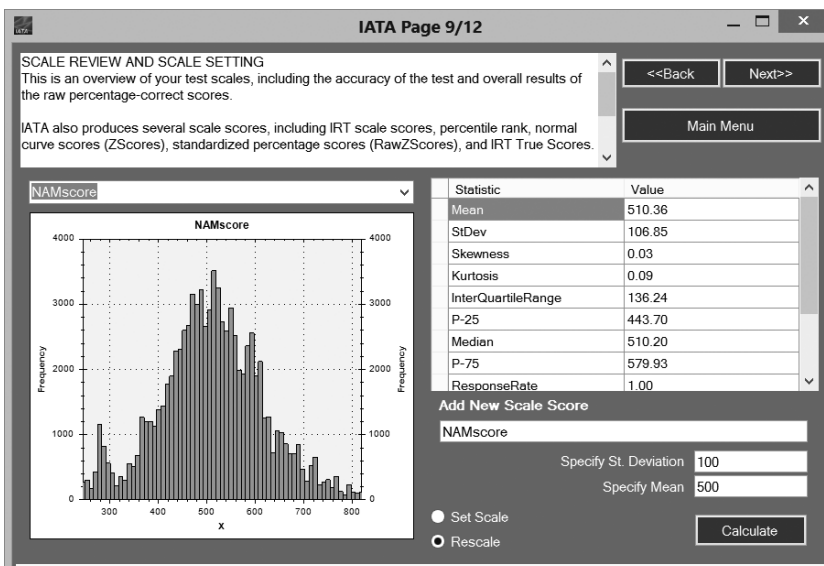 IATA Page 9/12
SCALE REVIEW AND SCALE SETTING
This is an overview of your test scales, including the accuracy of the test and overall results of
the raw percentage-correct scores.
IATA also produces several scale scores, including IRT scale scores, percentile rank, normal
curve scores (ZScores), standardized percentage scores (RawZScores), and IRT True Scores.
<<Back
Next>>
Main Menu
NAMscore
NAMscore
4000
3000
2000
1000
0
Frequency
4000
3000
2000
1000
0
Frequency
300 400 500 600 700 800
X
Statistic Value
Mean 510.36
StDev 106.85
Skewness 0.03
Kurtosis 0.09
InterQuartileRange 136.24
P-25 443.70
Median 510.20
P-75 579.93
ResponseRate 1.00
Add New Scale Score
NAMscore
Specify St. Deviation 100
Specify Mean 500
Set Scale
Rescale
Calculate